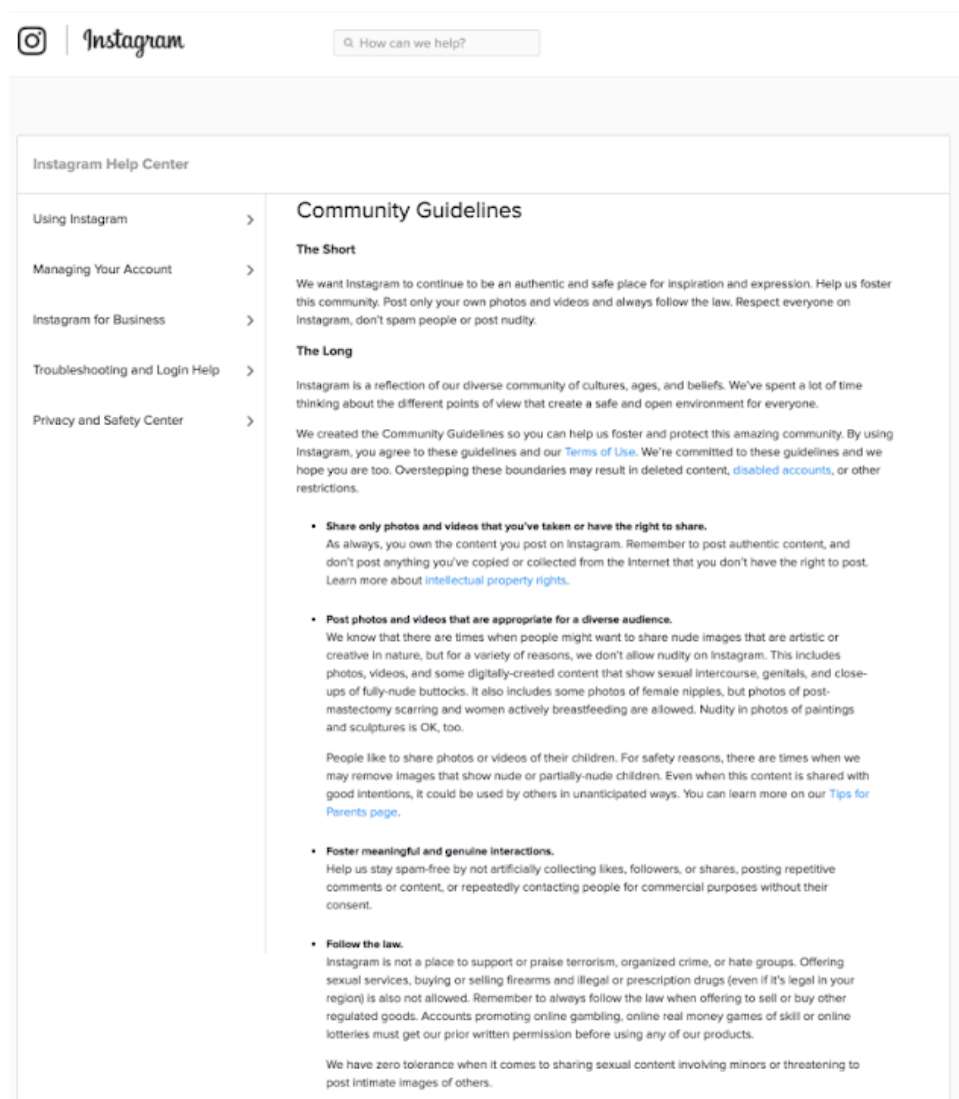 Instagram
How can we help?
Instagram Help Center
Using Instagram
Managing Your Account
Instagram for Business
Troubleshooting and Login Help
Privacy and Safety Center
Community Guidelines
The Short
We want Instagram to continue to be an authentic and safe place for inspiration and expression. Help us foster
this community. Post only your own photos and videos and always follow the law. Respect everyone on
Instagram, don't spam people or post nudity.
The Long
Instagram is a reflection of our diverse community of cultures, ages, and beliefs. We've spent a lot of time
thinking about the different points of view that create a safe and open environment for everyone.
We created the Community Guidelines so you can help us foster and protect this amazing community. By using
Instagram, you agree to these guidelines and our Terms of Use. We're committed to these guidelines and we
hope you are too. Overstepping these boundaries may result in deleted content, disabled accounts, or other
restrictions.
• Share only photos and videos that you've taken or have the right to share.
As always, you own the content you post on Instagram. Remember to post authentic content, and
don't post anything you've copied or collected from the Internet that you don't have the right to post.
Learn more about intellectual property rights.
• Post photos and videos that are appropriate for a diverse audience.
We know that there are times when people might want to share nude images that are artistic or
creative in nature, but for a variety of reasons, we don't allow nudity on Instagram. This includes
photos, videos, and some digitally-created content that show sexual intercourse, genitals, and close-
ups of fully-nude buttocks. It also includes some photos of female nipples, but photos of post-
mastectomy scarring and women actively breastfeeding are allowed. Nudity in photos of paintings
and sculptures is OK, too.
People like to share photos or videos of their children. For safety reasons, there are times when we
may remove images that show nude or partially-nude children. Even when this content is shared with
good intentions, it could be used by others in unanticipated ways. You can learn more on our Tips for
Parents page.
• Foster meaningful and genuine interactions.
Help us stay spam-free by not artificially collecting likes, followers, or shares, posting repetitive
comments or content, or repeatedly contacting people for commercial purposes without their
consent.
• Follow the law.
Instagram is not a place to support or praise terrorism, organized crime, or hate groups. Offering
sexual services, buying or selling firearms and illegal or prescription drugs (even if it's legal in your
region) is also not allowed. Remember to always follow the law when offering to sell or buy other
regulated goods. Accounts promoting online gambling, online real money games of skill or online
lotteries must get our prior written permission before using any of our products.
We have zero tolerance when it comes to sharing sexual content involving minors or threatening to
post intimate images of others.